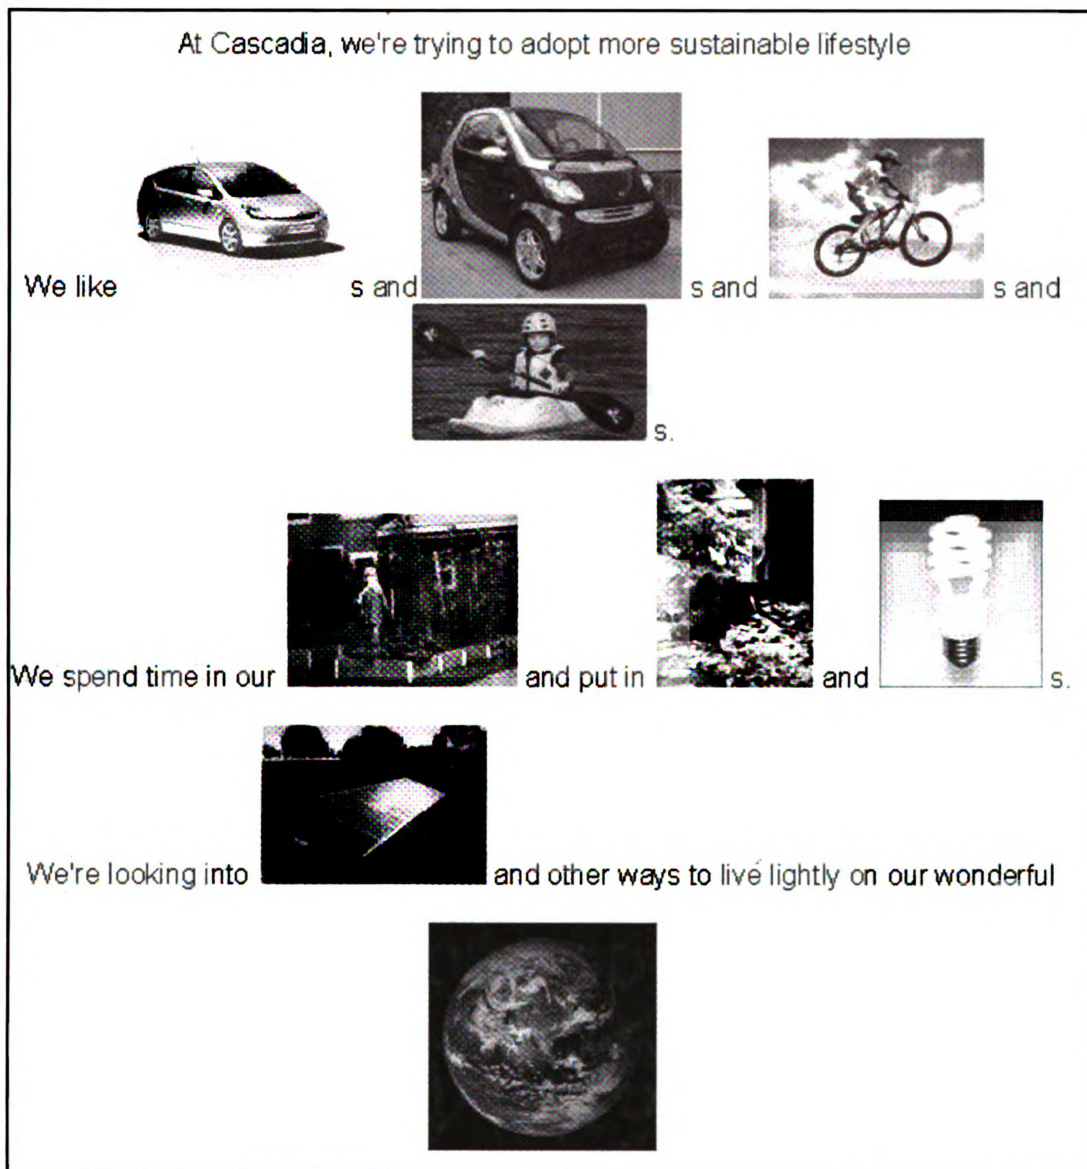 At Cascadia, we're trying to adopt more sustainable lifestyle
We like s and s and s and
s.
We spend time in our and put in and s.
We're looking into and other ways to live lightly on our wonderful